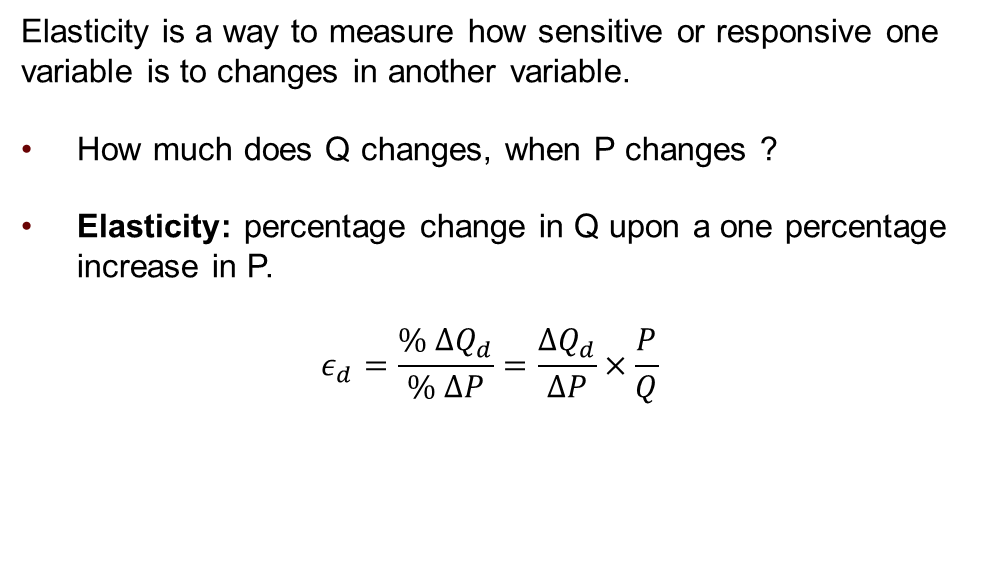 Elasticity is a way to measure how sensitive or responsive one
variable is to changes in another variable.
• How much does Q changes, when P changes ?
• Elasticity: percentage change in Q upon a one percentage
increase in P.
ϵ_d = (% ΔQ_d)/(% ΔP) = (ΔQ_d)/(ΔP) × P/Q